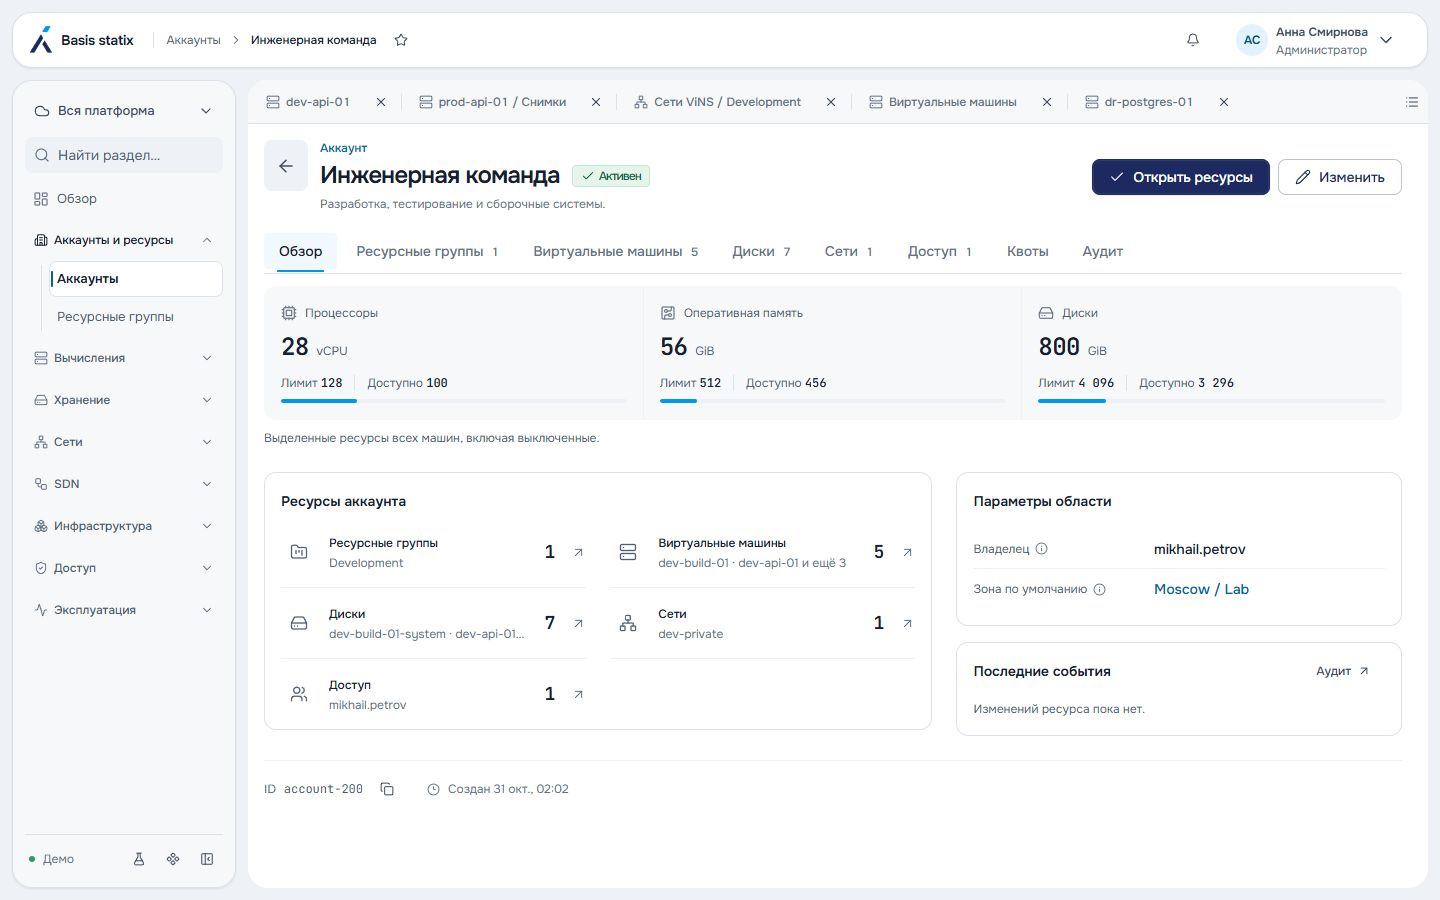 Basis statix
Аккаунты
Инженерная команда
АС
Анна Смирнова
Администратор
Вся платформа
Найти раздел...
Обзор
Аккаунты и ресурсы
Аккаунты
Ресурсные группы
Вычисления
Хранение
Сети
SDN
Инфраструктура
Доступ
Эксплуатация
Демо
dev-api-01
prod-api-01 / Снимки
Сети ViNS / Development
Виртуальные машины
dr-postgres-01
Аккаунт
Инженерная команда
Активен
Разработка, тестирование и сборочные системы.
Открыть ресурсы
Изменить
Обзор
Ресурсные группы 1
Виртуальные машины 5
Диски 7
Сети 1
Доступ 1
Квоты
Аудит
Процессоры
28 vCPU
Лимит 128
Доступно 100
Оперативная память
56 GiB
Лимит 512
Доступно 456
Диски
800 GiB
Лимит 4 096
Доступно 3 296
Выделенные ресурсы всех машин, включая выключенные.
Ресурсы аккаунта
Ресурсные группы
Development
1
Виртуальные машины
dev-build-01 · dev-api-01 и ещё 3
5
Диски
dev-build-01-system · dev-api-01...
7
Сети
dev-private
1
Доступ
mikhail.petrov
1
Параметры области
Владелец
mikhail.petrov
Зона по умолчанию
Moscow / Lab
Последние события
Аудит
Изменений ресурса пока нет.
ID account-200
Создан 31 окт., 02:02